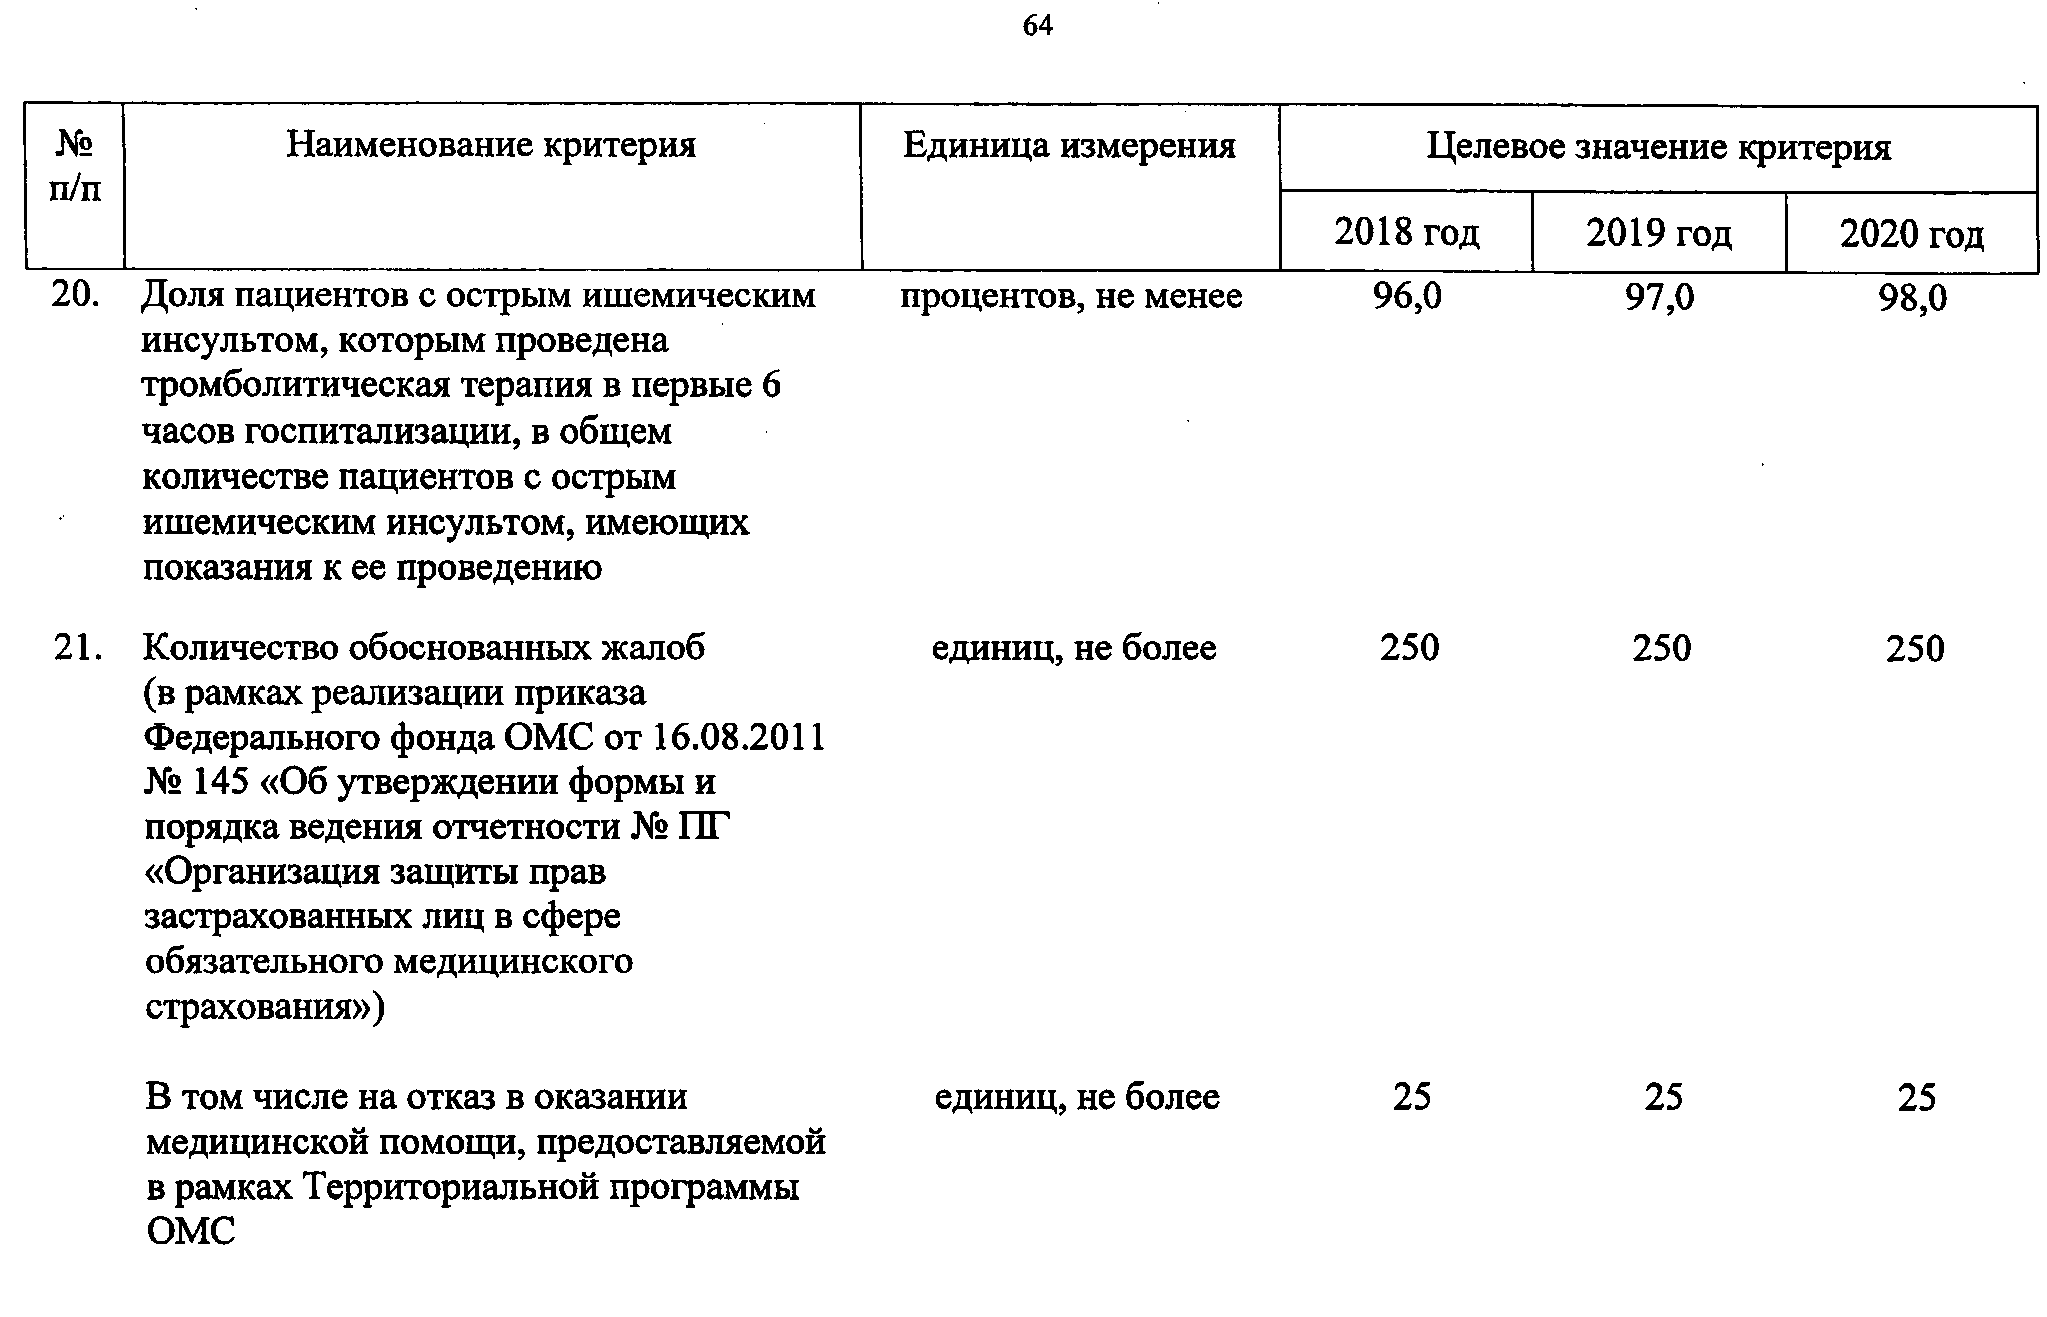 64
№ п/п
Наименование критерия
Единица измерения
Целевое значение критерия
2018 год
2019 год
2020 год
20. Доля пациентов с острым ишемическим процентов, не менее 96,0 97,0 98,0
инсультом, которым проведена
тромболитическая терапия в первые 6
часов госпитализации, в общем
количестве пациентов с острым
ишемическим инсультом, имеющих
показания к ее проведению
21. Количество обоснованных жалоб единиц, не более 250 250 250
(в рамках реализации приказа
Федерального фонда ОМС от 16.08.2011
№ 145 «Об утверждении формы и
порядка ведения отчетности № ПГ
«Организация защиты прав
застрахованных лиц в сфере
обязательного медицинского
страхования»)
В том числе на отказ в оказании единиц, не более 25 25 25
медицинской помощи, предоставляемой
в рамках Территориальной программы
ОМС